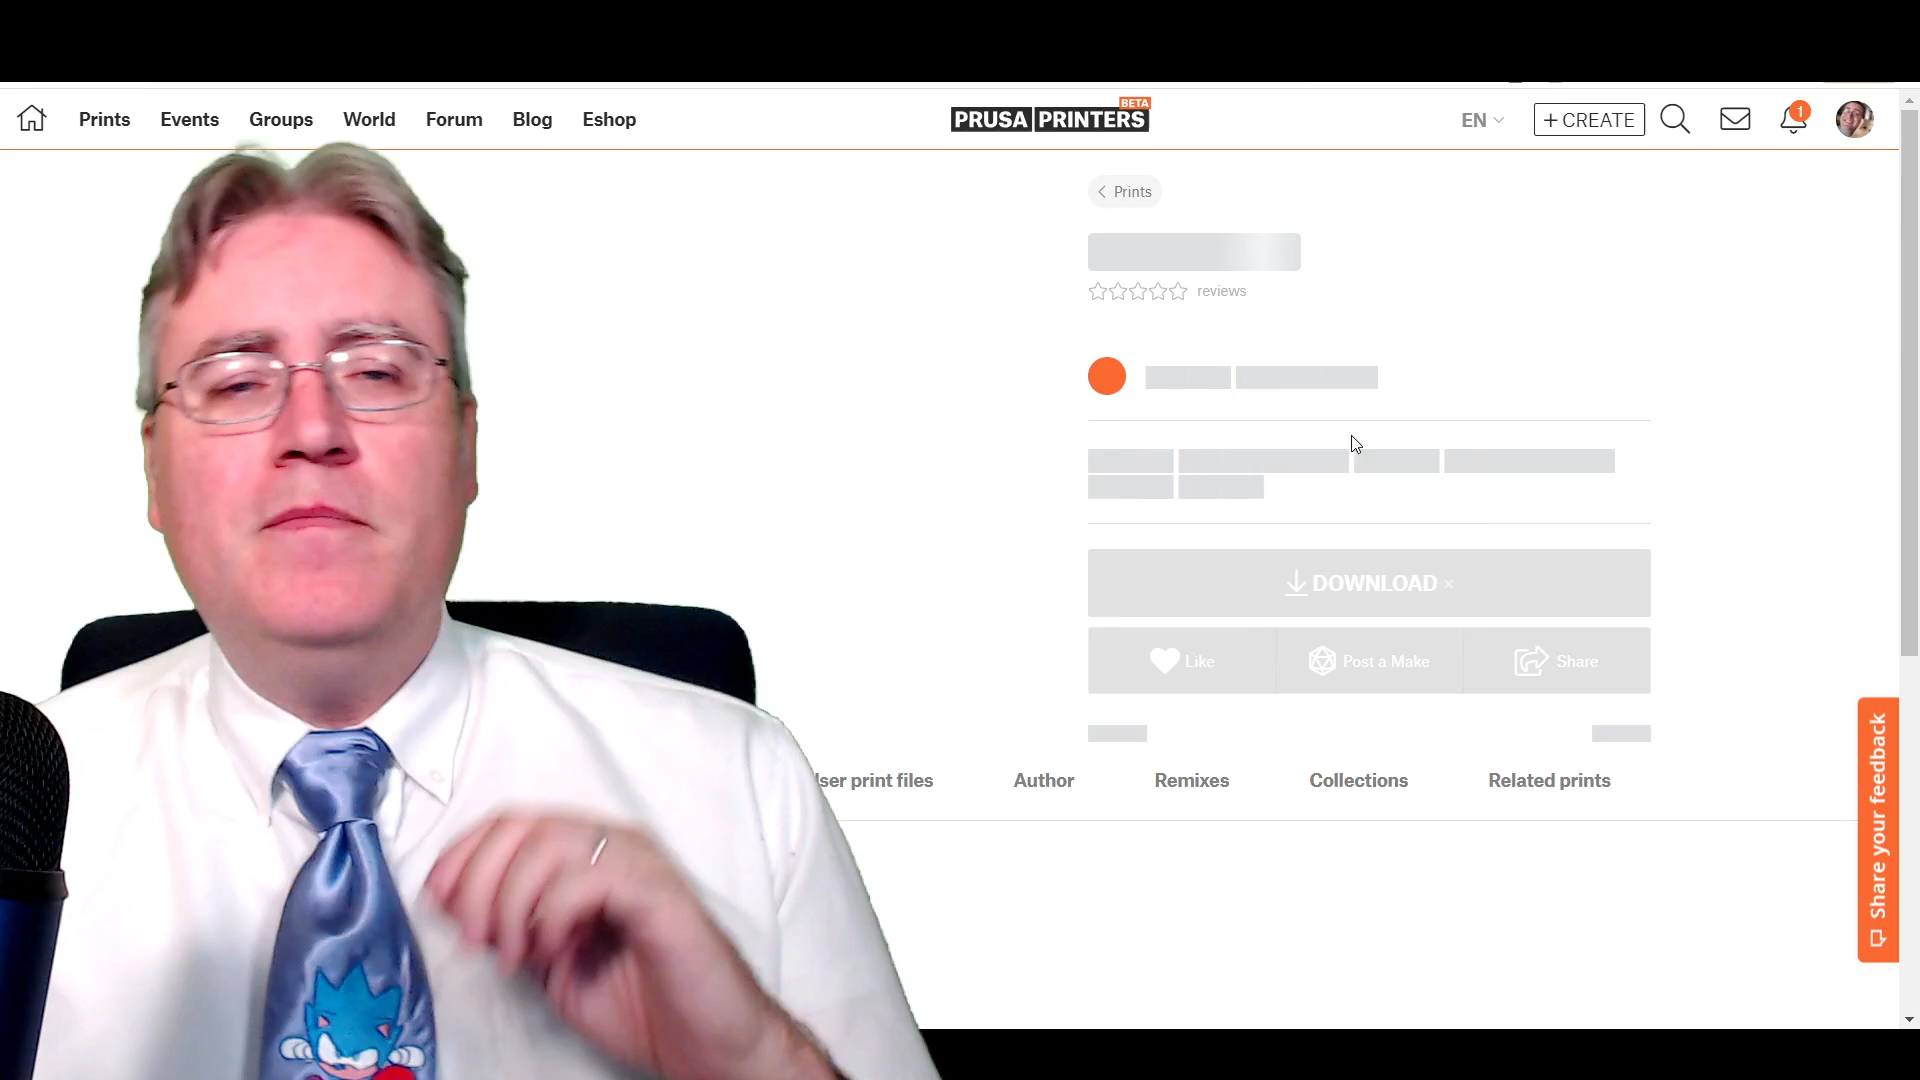 Prints Events Groups World Forum Blog Eshop
PRUSA PRINTERS BETA
EN
+ CREATE
1
< Prints
reviews
DOWNLOAD ×
Like
Post a Make
Share
ser print files
Author
Remixes
Collections
Related prints
Share your feedback